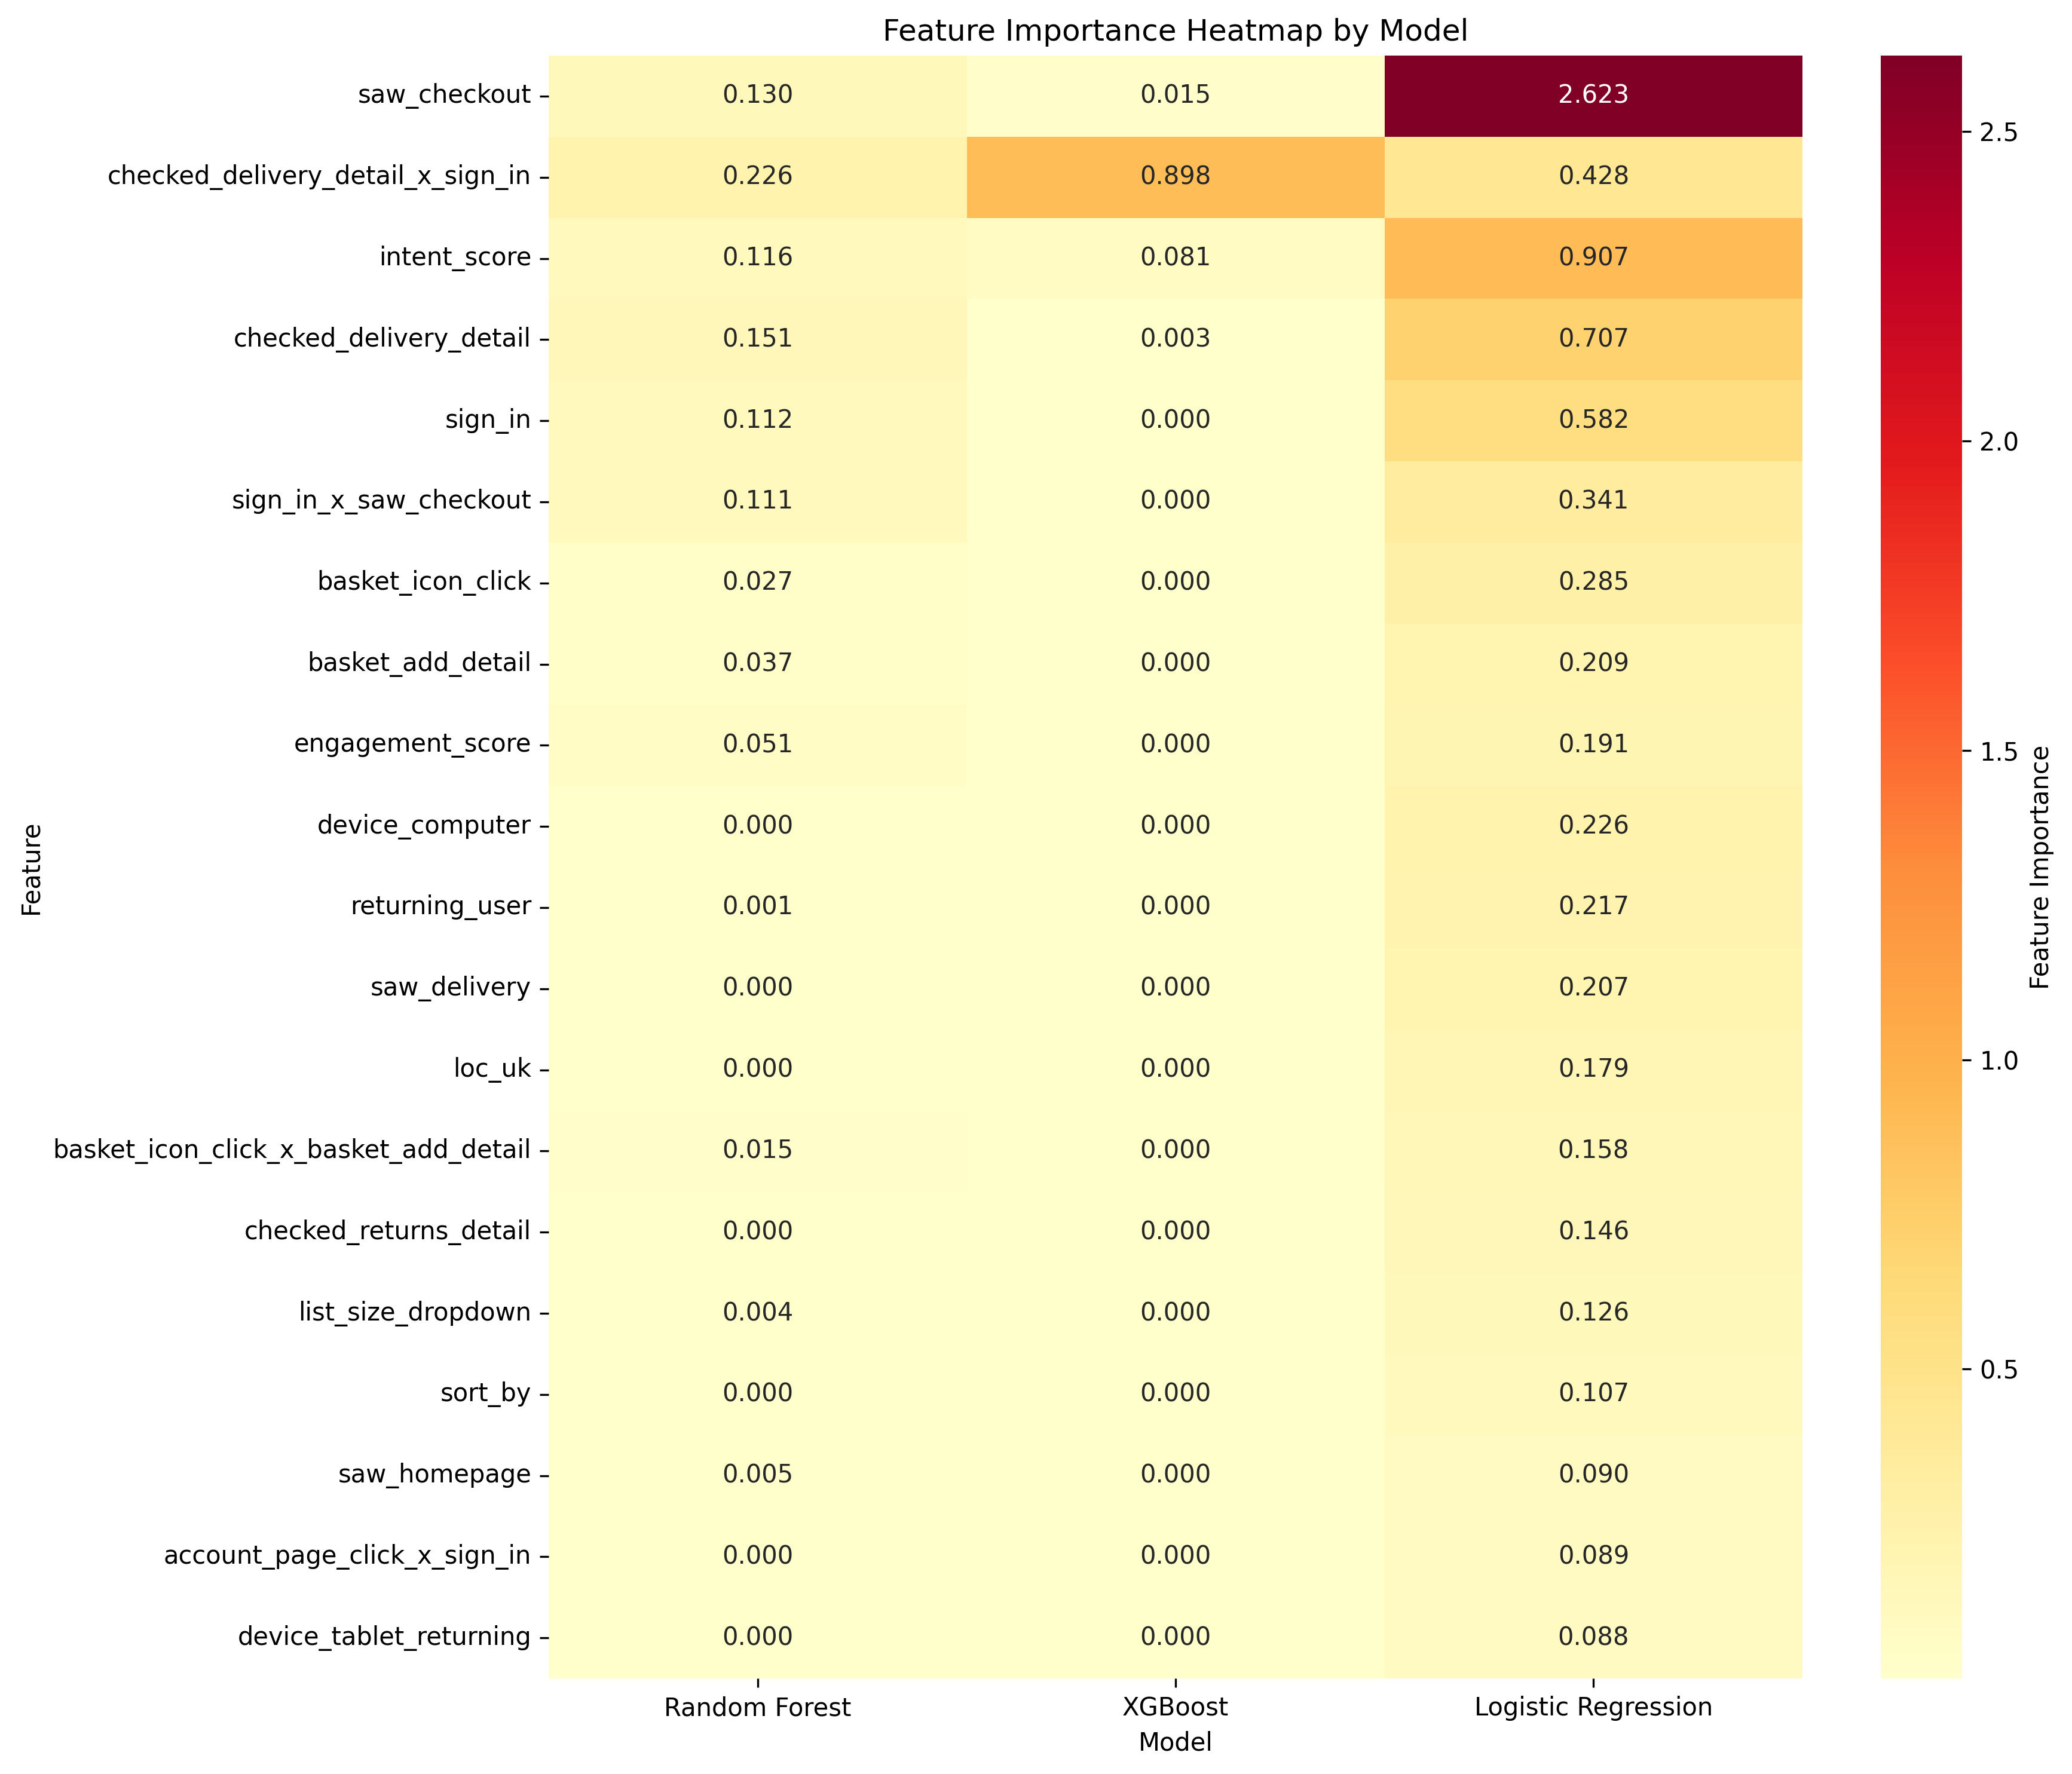 Feature Importance Heatmap by Model
saw_checkout 0.130 0.015 2.623
checked_delivery_detail_x_sign_in 0.226 0.898 0.428
intent_score 0.116 0.081 0.907
checked_delivery_detail 0.151 0.003 0.707
sign_in 0.112 0.000 0.582
sign_in_x_saw_checkout 0.111 0.000 0.341
basket_icon_click 0.027 0.000 0.285
basket_add_detail 0.037 0.000 0.209
engagement_score 0.051 0.000 0.191
device_computer 0.000 0.000 0.226
returning_user 0.001 0.000 0.217
saw_delivery 0.000 0.000 0.207
loc_uk 0.000 0.000 0.179
basket_icon_click_x_basket_add_detail 0.015 0.000 0.158
checked_returns_detail 0.000 0.000 0.146
list_size_dropdown 0.004 0.000 0.126
sort_by 0.000 0.000 0.107
saw_homepage 0.005 0.000 0.090
account_page_click_x_sign_in 0.000 0.000 0.089
device_tablet_returning 0.000 0.000 0.088
Random Forest XGBoost Logistic Regression
Model
Feature
2.5
2.0
1.5
1.0
0.5
Feature Importance